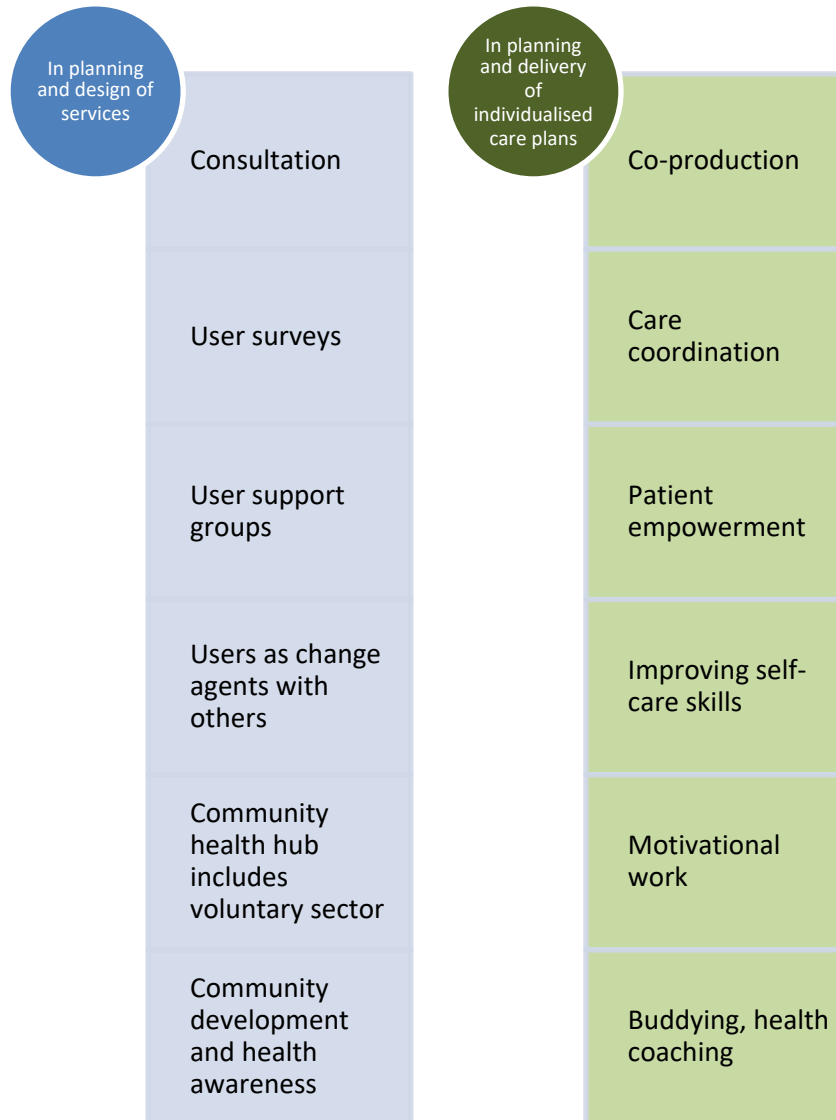 In planning
and design of
services
Consultation
User surveys
User support
groups
Users as change
agents with
others
Community
health hub
includes
voluntary sector
Community
development
and health
awareness
In planning
and delivery
of
individualised
care plans
Co-production
Care
coordination
Patient
empowerment
Improving self-
care skills
Motivational
work
Buddying, health
coaching